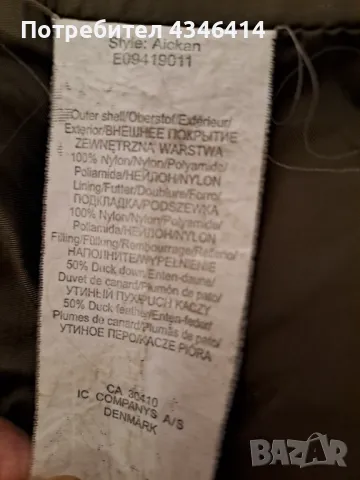 Потребител 4346414
Style: Aickan
E09419011
Outer shell/Oberstof/Extérieur/
Exterior/ВНЕШНЕЕ ПОКРЫТИЕ
ZEWNĘTRZNA WARSTWA
100% Nylon/Nylon/Polyamide/
Poliamida/НЕЙЛОН/NYLON
Lining/Futter/Doublure/Forro/
ПОДКЛАДКА/PODSZEWKA
100% Nylon/Nylon/Polyamide/
Poliamida/НЕЙЛОН/NYLON
Filling/Füllung/Rembourrage/Relleno/
НАПОЛНИТЕ/WYPEŁNIENIE
50% Duck down/Enten-daune/
Duvet de canard/Plumón de pato/
УТИНЫЙ ПУХ/PUCH KACZY
50% Duck feather/Enten-feder/
Plumes de canard/Plumas de pato/
УТИНОЕ ПЕРО/KACZE PIÓRA
CA 30410
IC COMPANYS A/S
DENMARK
BAZAR